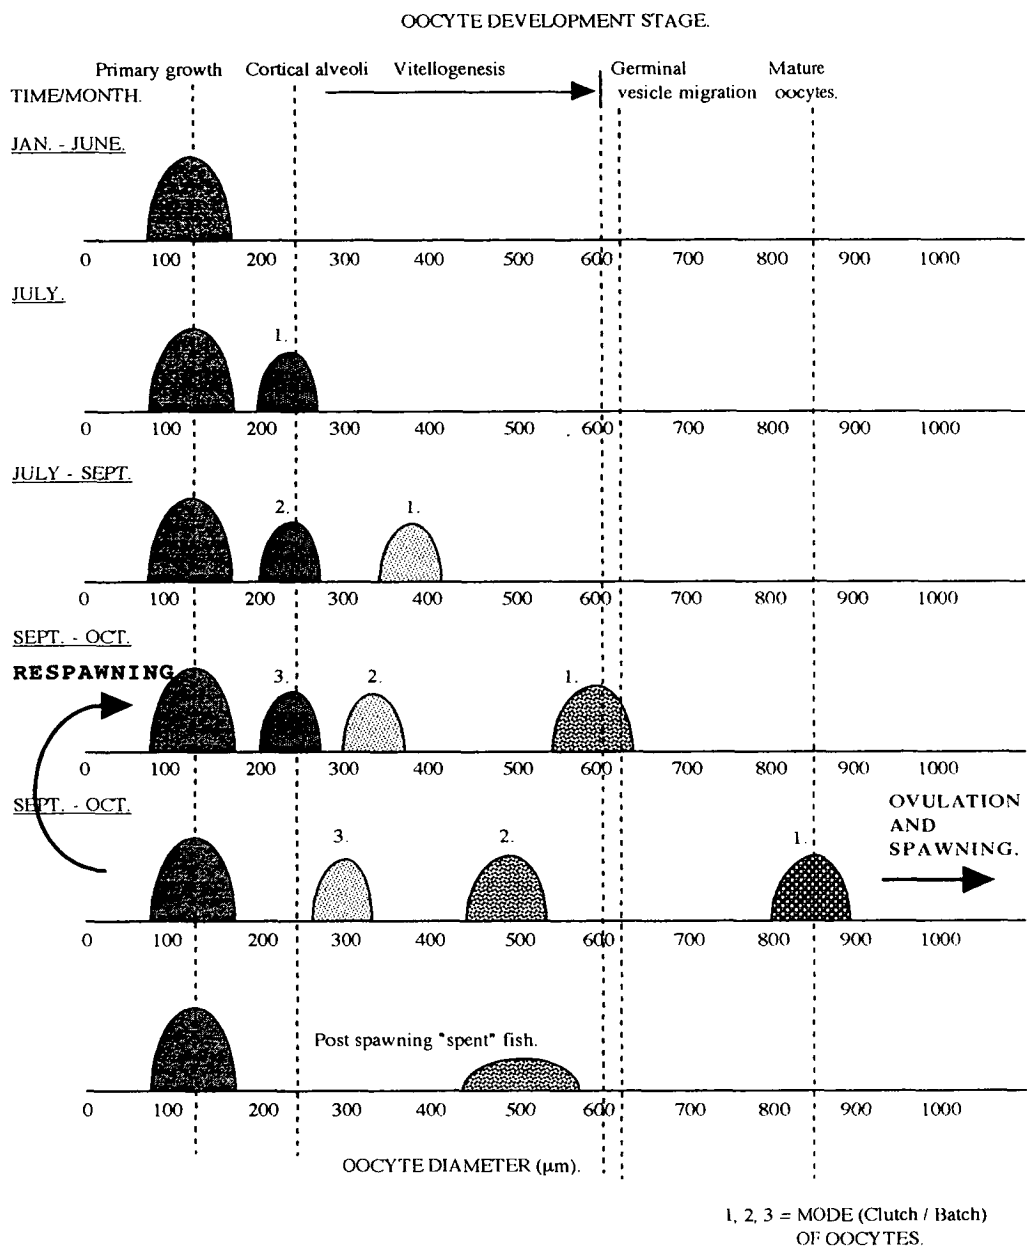 OOCYTE DEVELOPMENT STAGE.
Primary growth Cortical alveoli Vitellogenesis Germinal Mature
TIME/MONTH. vesicle migration oocytes.
JAN. - JUNE.
0 100 200 300 400 500 600 700 800 900 1000
JULY.
1.
0 100 200 300 400 500 600 700 800 900 1000
JULY - SEPT.
2. 1.
0 100 200 300 400 500 600 700 800 900 1000
SEPT. - OCT.
RESPAWNING
3. 2. 1.
0 100 200 300 400 500 600 700 800 900 1000
SEPT. - OCT.
OVULATION
AND
SPAWNING.
3. 2. 1.
0 100 200 300 400 500 600 700 800 900 1000
Post spawning "spent" fish.
0 100 200 300 400 500 600 700 800 900 1000
OOCYTE DIAMETER (µm).
1, 2, 3 = MODE (Clutch / Batch)
OF OOCYTES.